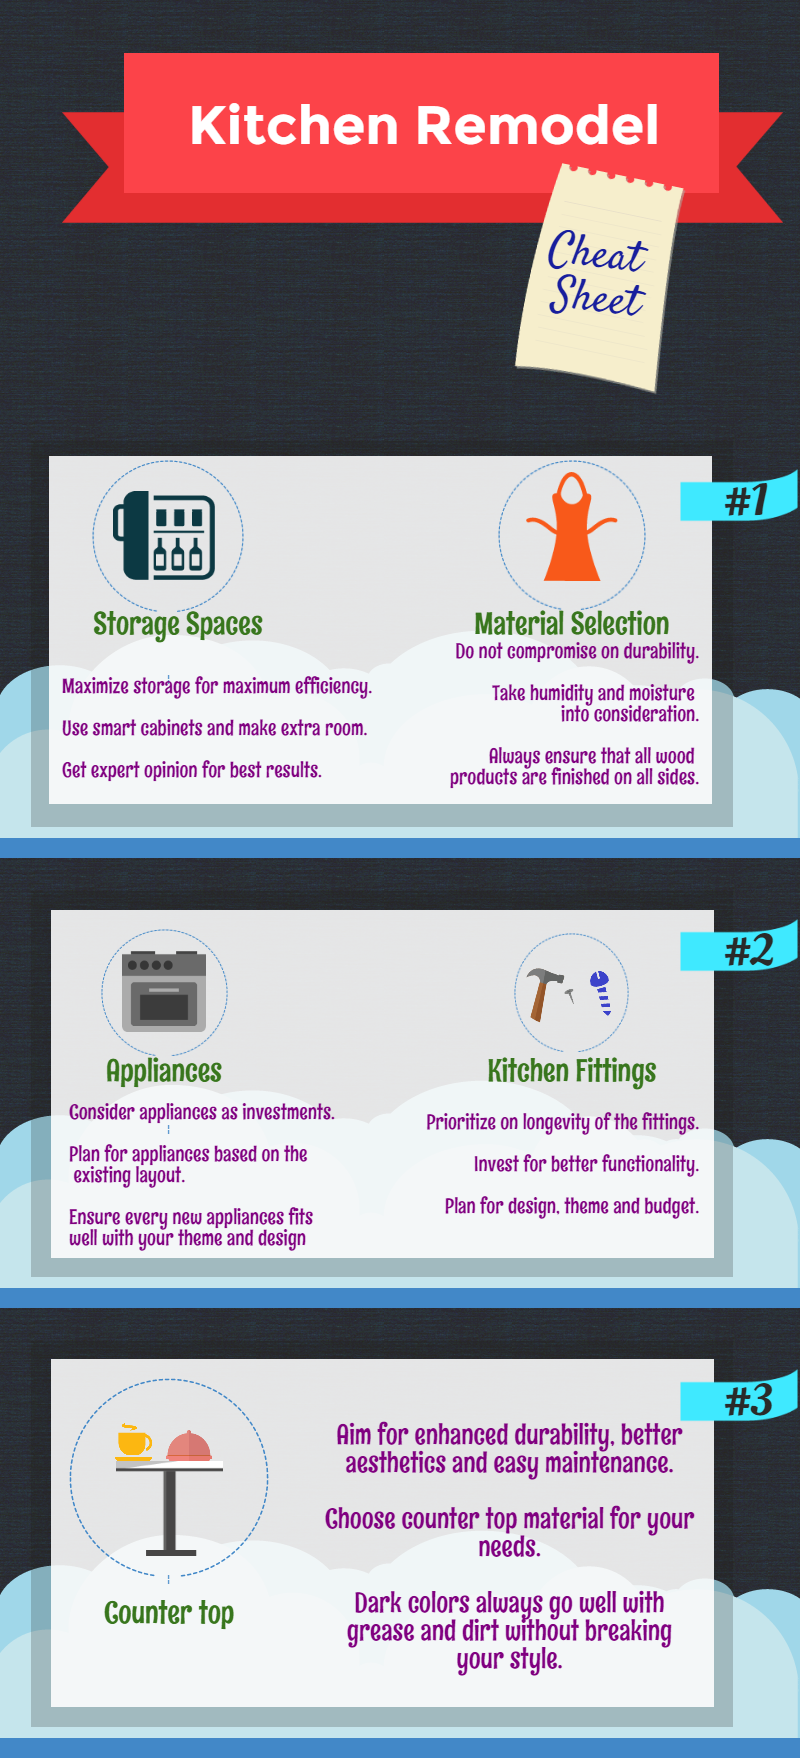 Kitchen Remodel
Cheat
Sheet
#1
Storage Spaces
Maximize storage for maximum efficiency.
Use smart cabinets and make extra room.
Get expert opinion for best results.
Material Selection
Do not compromise on durability.
Take humidity and moisture
into consideration.
Always ensure that all wood
products are finished on all sides.
#2
Appliances
Consider appliances as investments.
Plan for appliances based on the
existing layout.
Ensure every new appliances fits
well with your theme and design
Kitchen Fittings
Prioritize on longevity of the fittings.
Invest for better functionality.
Plan for design, theme and budget.
#3
Counter top
Aim for enhanced durability, better
aesthetics and easy maintenance.
Choose counter top material for your
needs.
Dark colors always go well with
grease and dirt without breaking
your style.